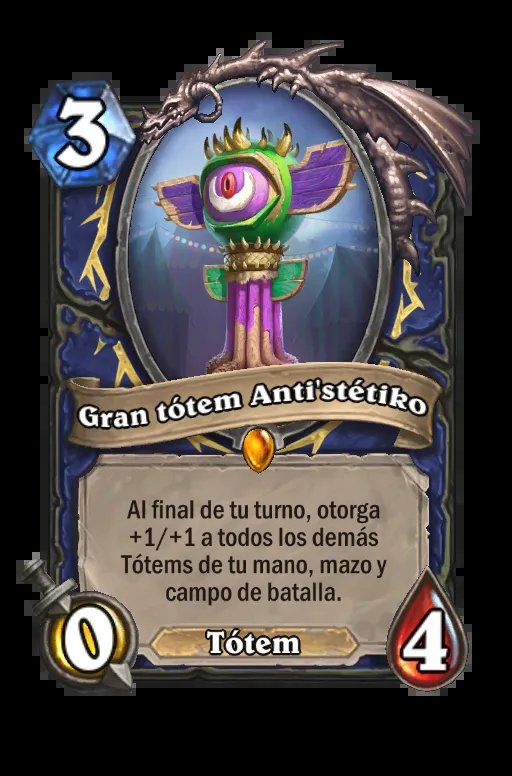 3
Gran tótem Anti'stétiko
Al final de tu turno, otorga
+1/+1 a todos los demás
Tótems de tu mano, mazo y
campo de batalla.
0
Tótem
4